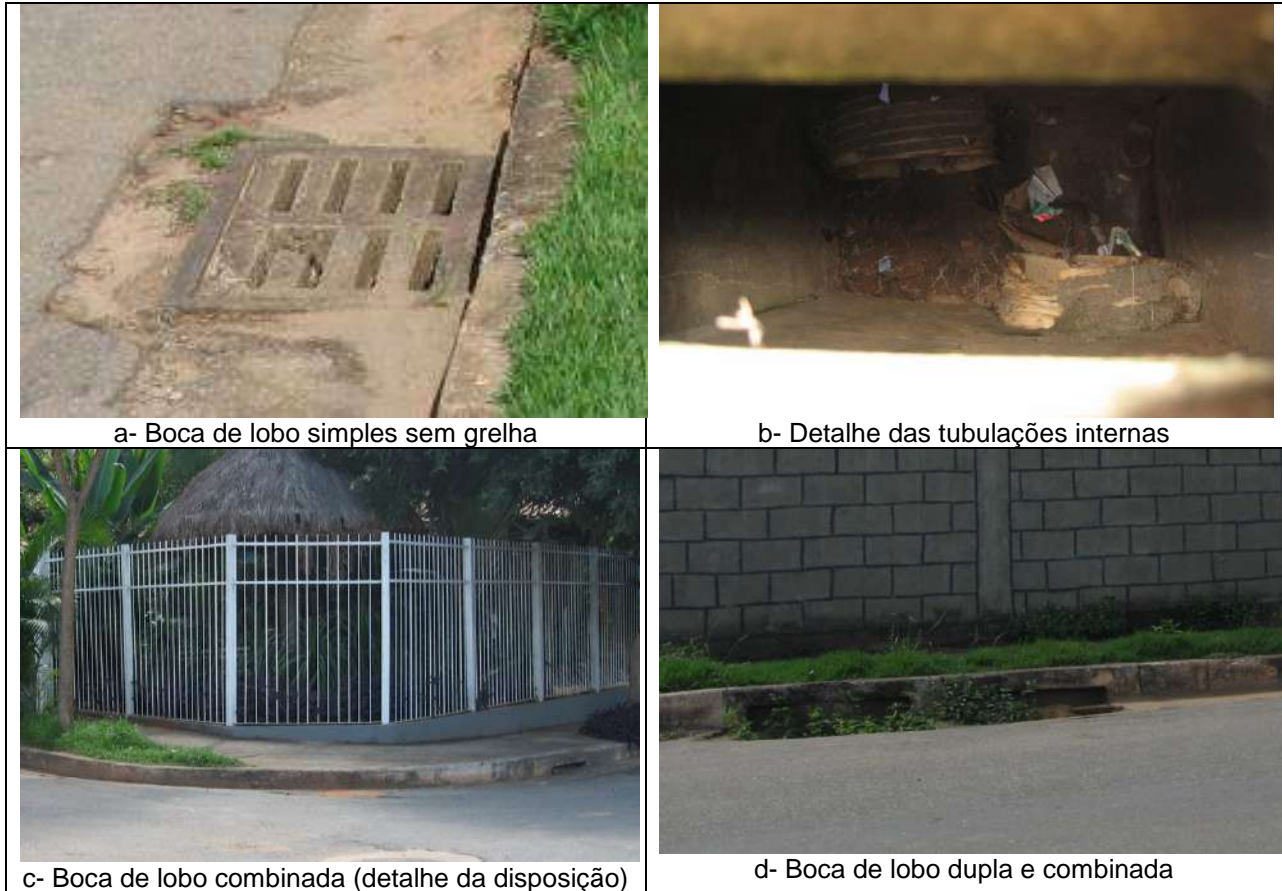 a- Boca de lobo simples sem grelha
b- Detalhe das tubulações internas
c- Boca de lobo combinada (detalhe da disposição)
d- Boca de lobo dupla e combinada